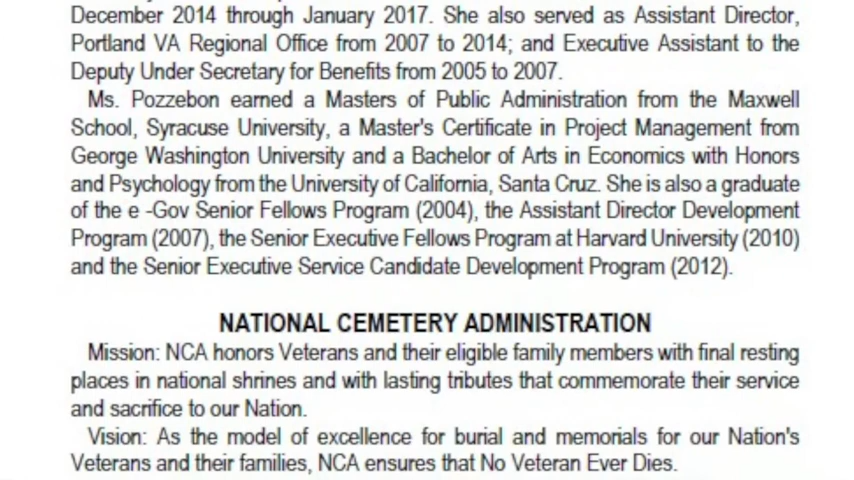 December 2014 through January 2017. She also served as Assistant Director,
Portland VA Regional Office from 2007 to 2014; and Executive Assistant to the
Deputy Under Secretary for Benefits from 2005 to 2007.
Ms. Pozzebon earned a Masters of Public Administration from the Maxwell
School, Syracuse University, a Master's Certificate in Project Management from
George Washington University and a Bachelor of Arts in Economics with Honors
and Psychology from the University of California, Santa Cruz. She is also a graduate
of the e -Gov Senior Fellows Program (2004), the Assistant Director Development
Program (2007), the Senior Executive Fellows Program at Harvard University (2010)
and the Senior Executive Service Candidate Development Program (2012).
NATIONAL CEMETERY ADMINISTRATION
Mission: NCA honors Veterans and their eligible family members with final resting
places in national shrines and with lasting tributes that commemorate their service
and sacrifice to our Nation.
Vision: As the model of excellence for burial and memorials for our Nation's
Veterans and their families, NCA ensures that No Veteran Ever Dies.